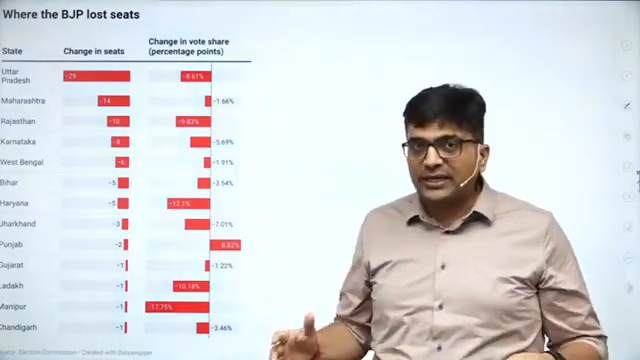 Where the BJP lost seats
State Change in seats Change in vote share (percentage points)
Uttar Pradesh -29 -8.61%
Maharashtra -14 -1.66%
Rajasthan -10 -9.83%
Karnataka -8 -5.69%
West Bengal -6 -1.91%
Bihar -5 -3.54%
Haryana -5 -12.1%
Jharkhand -3 -7.01%
Punjab -2 8.82%
Gujarat -1 -1.22%
Ladakh -1 -10.18%
Manipur -1 -17.75%
Chandigarh -1 -3.46%
Election Commission · Created with Datawrapper